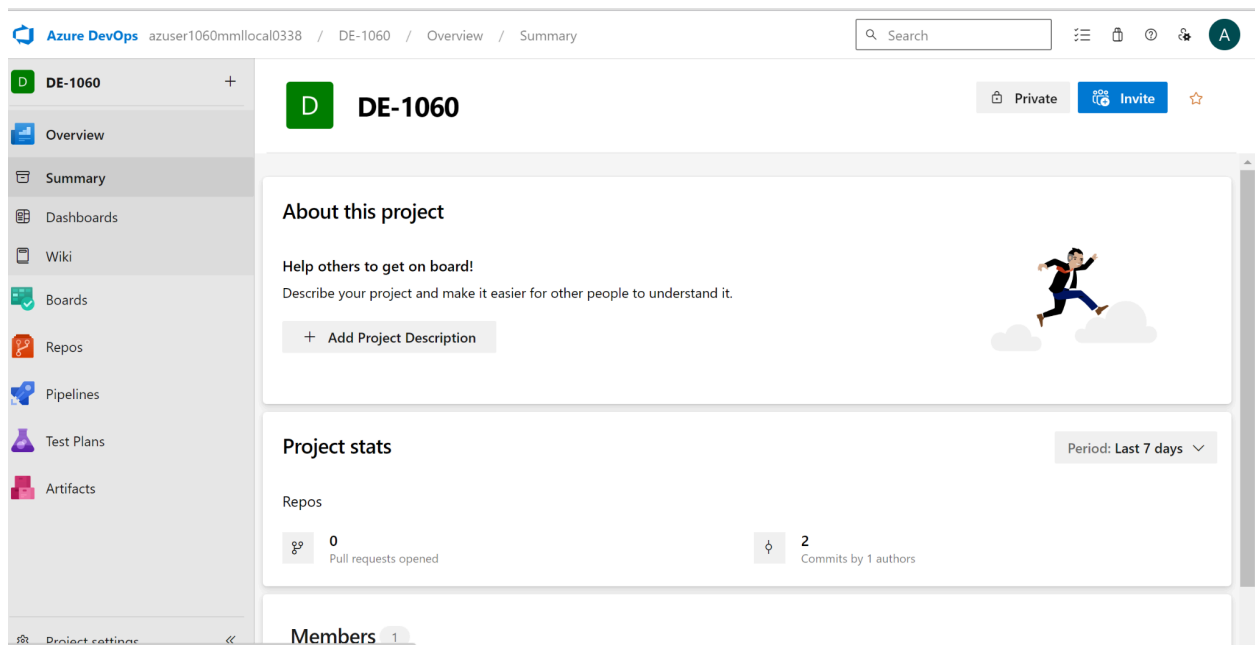 Azure DevOps azuser1060mmllocal0338 / DE-1060 / Overview / Summary
Search
A
D DE-1060 +
Overview
Summary
Dashboards
Wiki
Boards
Repos
Pipelines
Test Plans
Artifacts
Project settings
D DE-1060
Private
Invite
About this project
Help others to get on board!
Describe your project and make it easier for other people to understand it.
+ Add Project Description
Project stats
Period: Last 7 days
Repos
0
Pull requests opened
2
Commits by 1 authors
Members 1